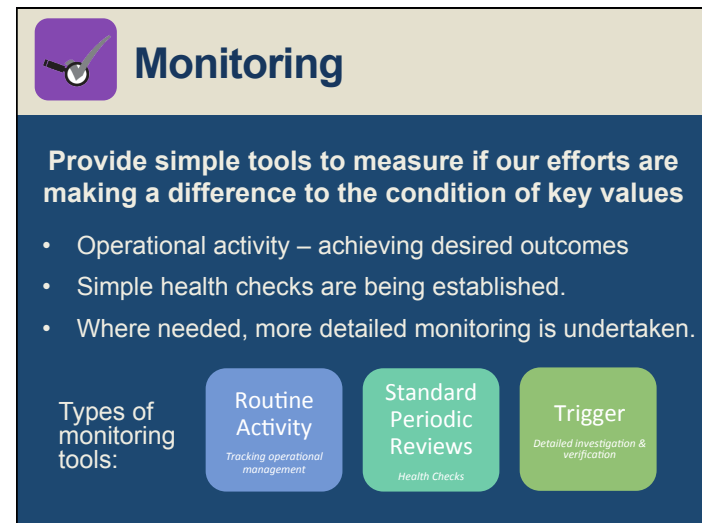 Monitoring
Provide simple tools to measure if our efforts are
making a difference to the condition of key values
• Operational activity – achieving desired outcomes
• Simple health checks are being established.
• Where needed, more detailed monitoring is undertaken.
Types of
monitoring
tools:
Routine
Activity
Tracking operational
management
Standard
Periodic
Reviews
Health Checks
Trigger
Detailed investigation &
verification